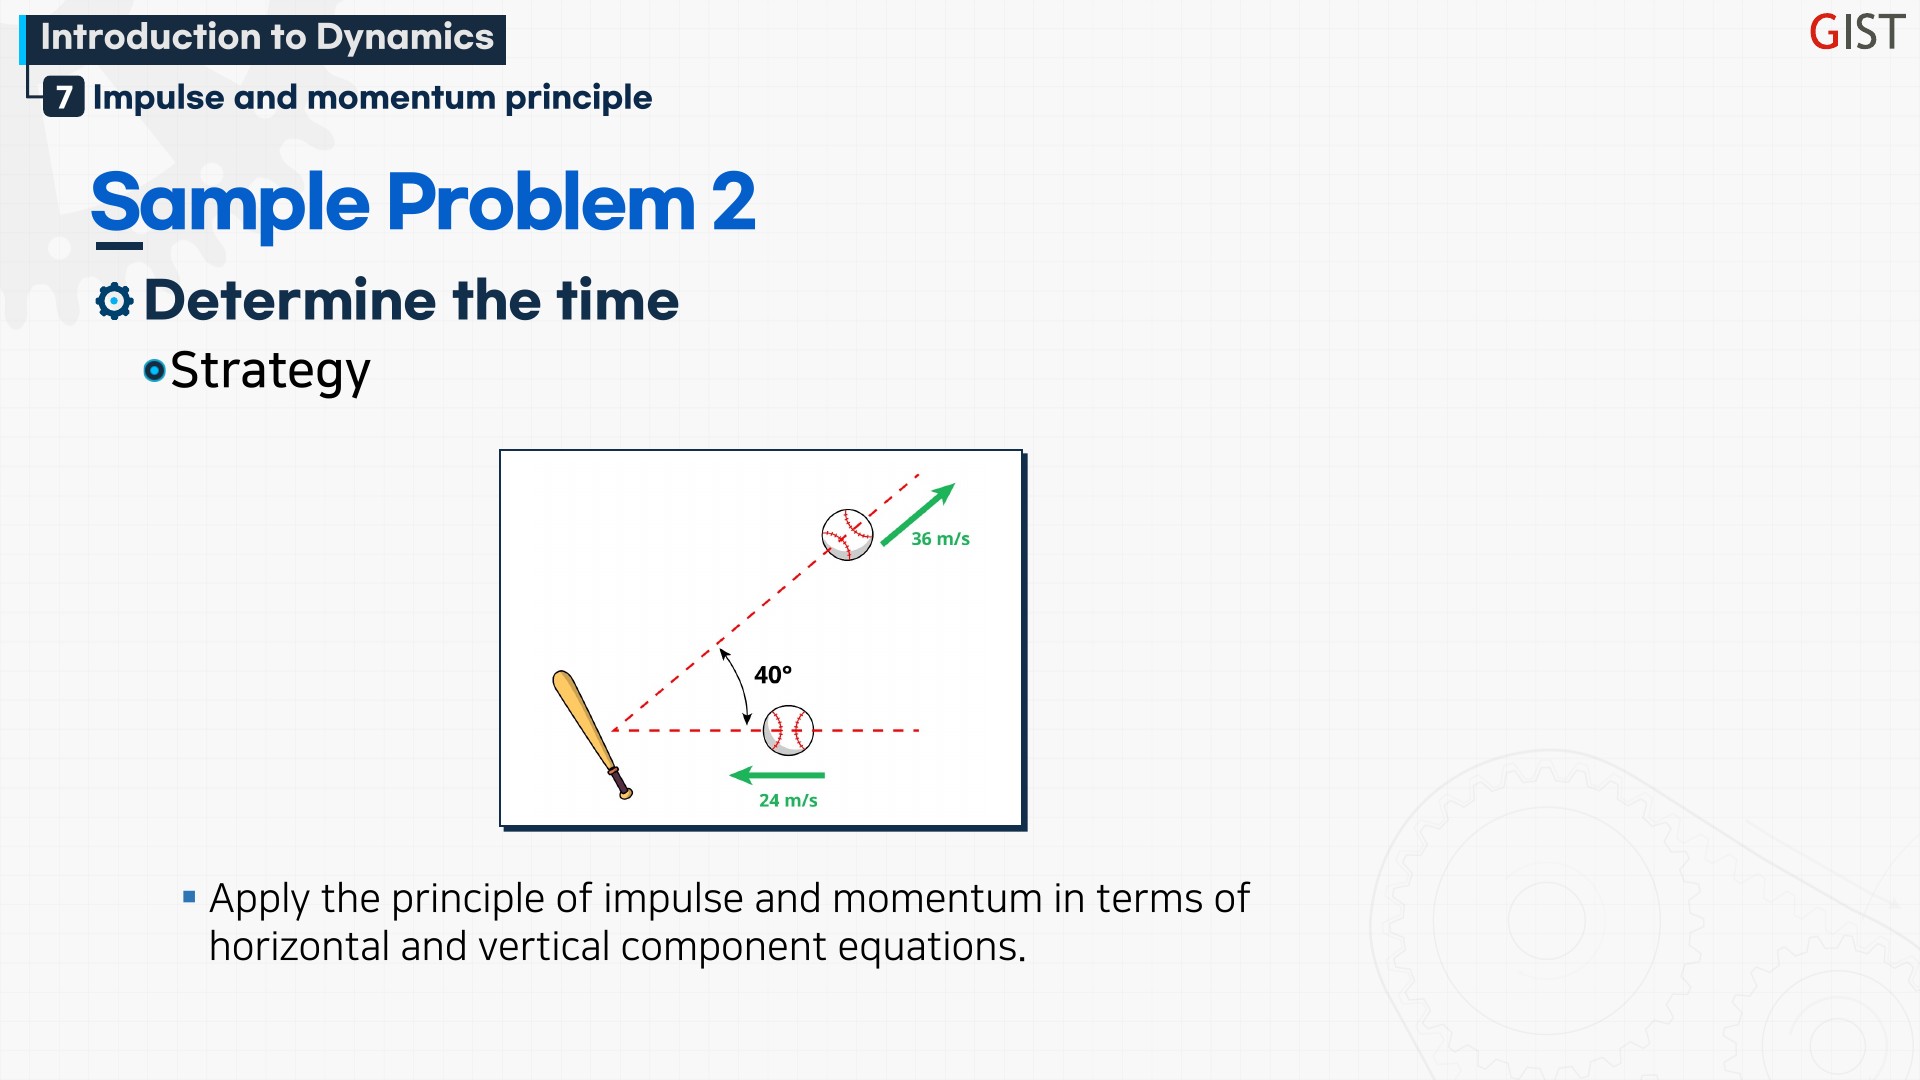 Introduction to Dynamics
GIST
7 Impulse and momentum principle
Sample Problem 2
Determine the time
Strategy
36 m/s
40°
24 m/s
Apply the principle of impulse and momentum in terms of
horizontal and vertical component equations.